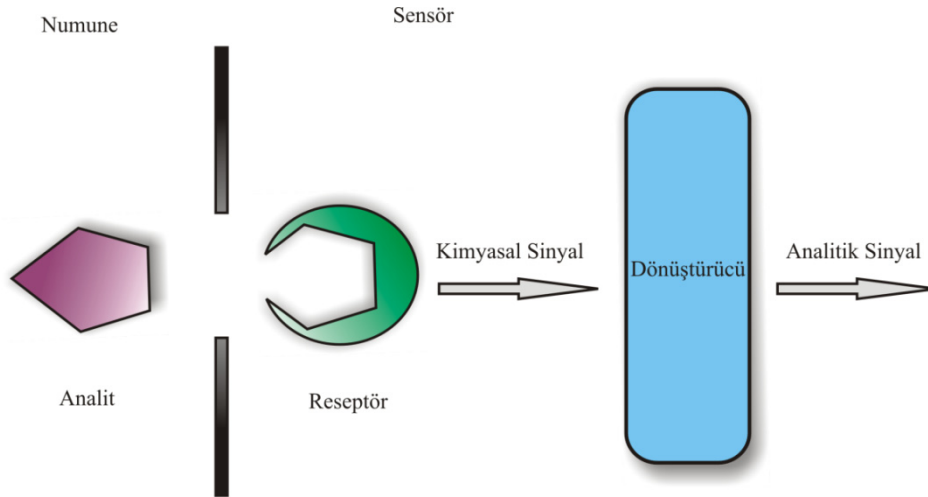 Numune
Sensör
Kimyasal Sinyal
Dönüştürücü
Analitik Sinyal
Analit
Reseptör